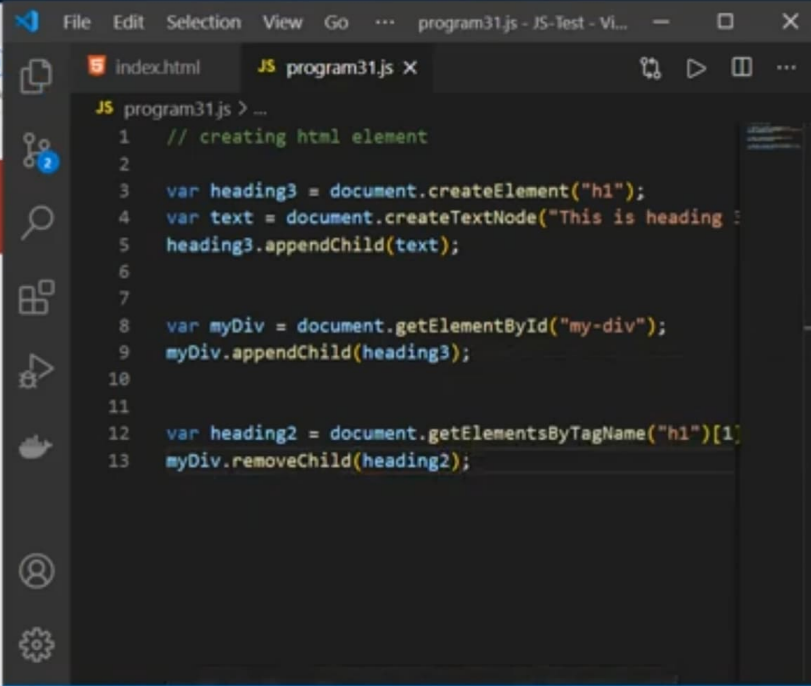 File Edit Selection View Go ··· program31.js - JS-Test - Vi...
index.html JS program31.js
JS program31.js > ...
1 // creating html element
2
3 var heading3 = document.createElement("h1");
4 var text = document.createTextNode("This is heading
5 heading3.appendChild(text);
6
7
8 var myDiv = document.getElementById("my-div");
9 myDiv.appendChild(heading3);
10
11
12 var heading2 = document.getElementsByTagName("h1")[1]
13 myDiv.removeChild(heading2);
2